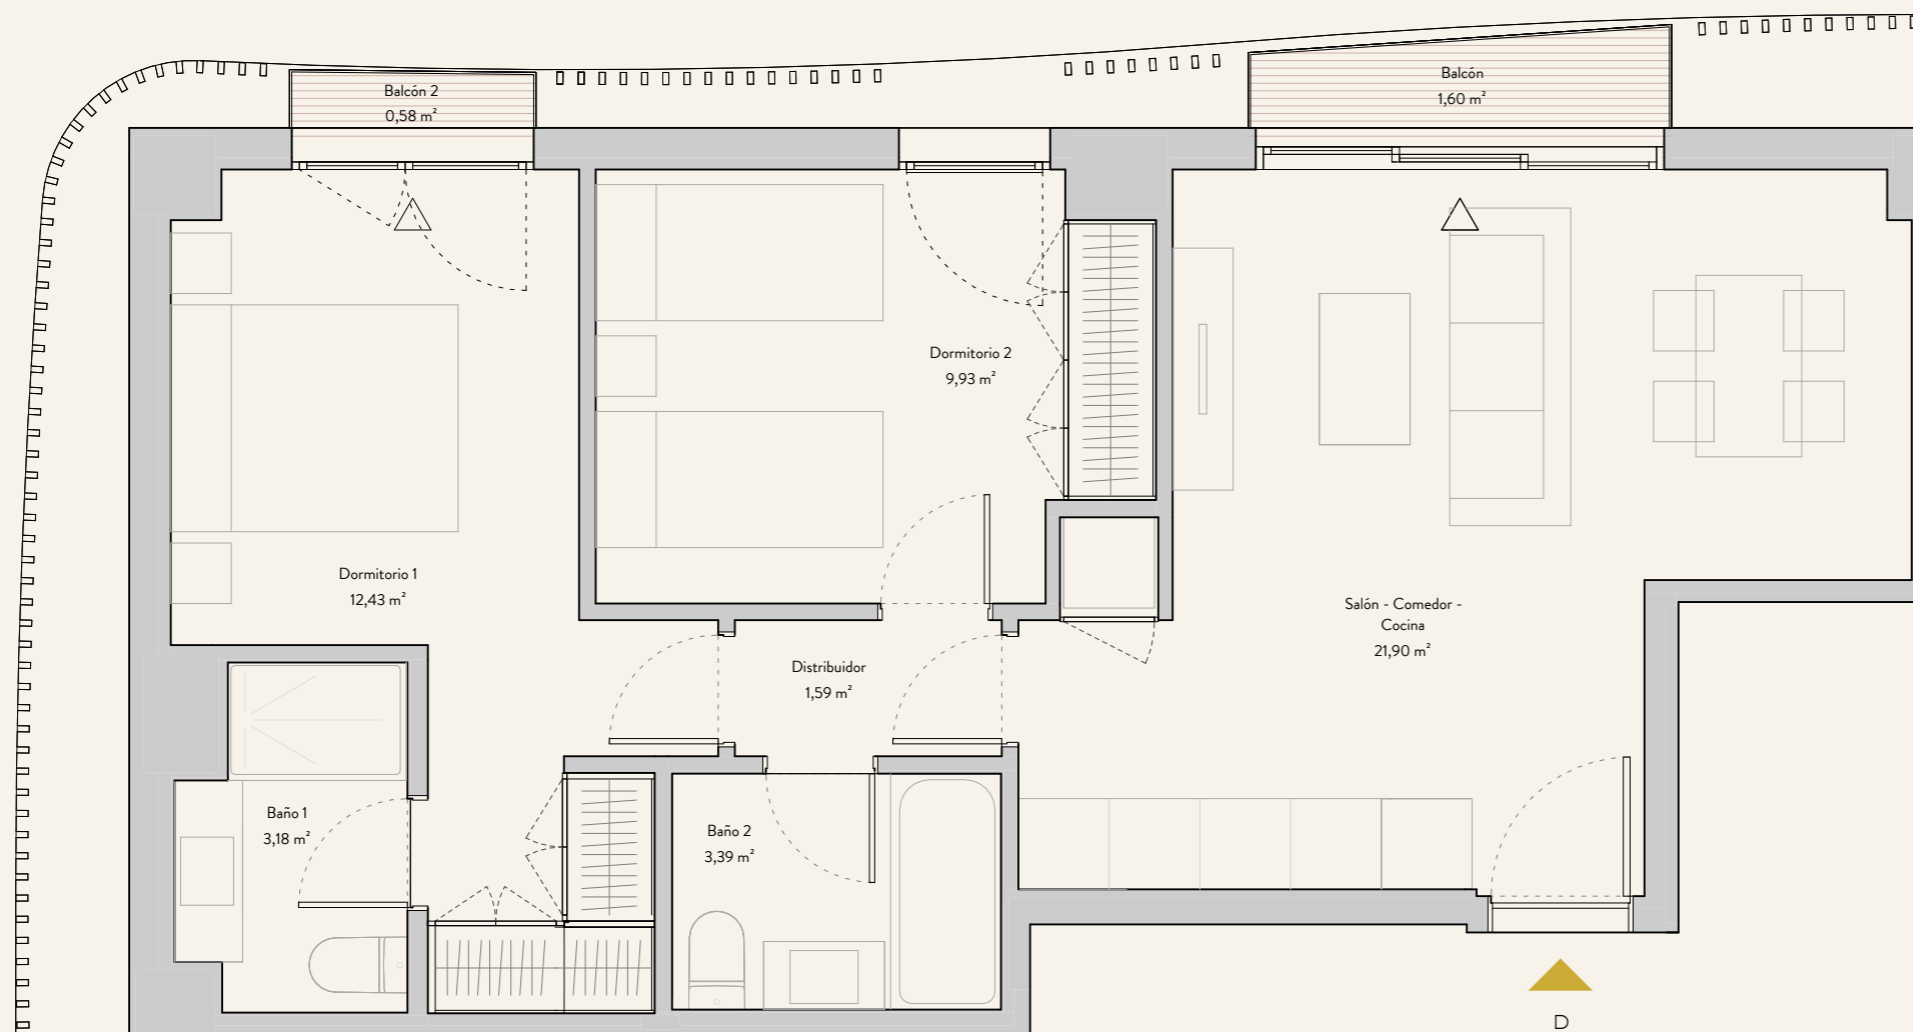 Balcón 2
0,58 m²
Balcón
1,60 m²
Dormitorio 2
9,93 m²
Dormitorio 1
12,43 m²
Salón - Comedor -
Cocina
21,90 m²
Distribuidor
1,59 m²
Baño 1
3,18 m²
Baño 2
3,39 m²
D